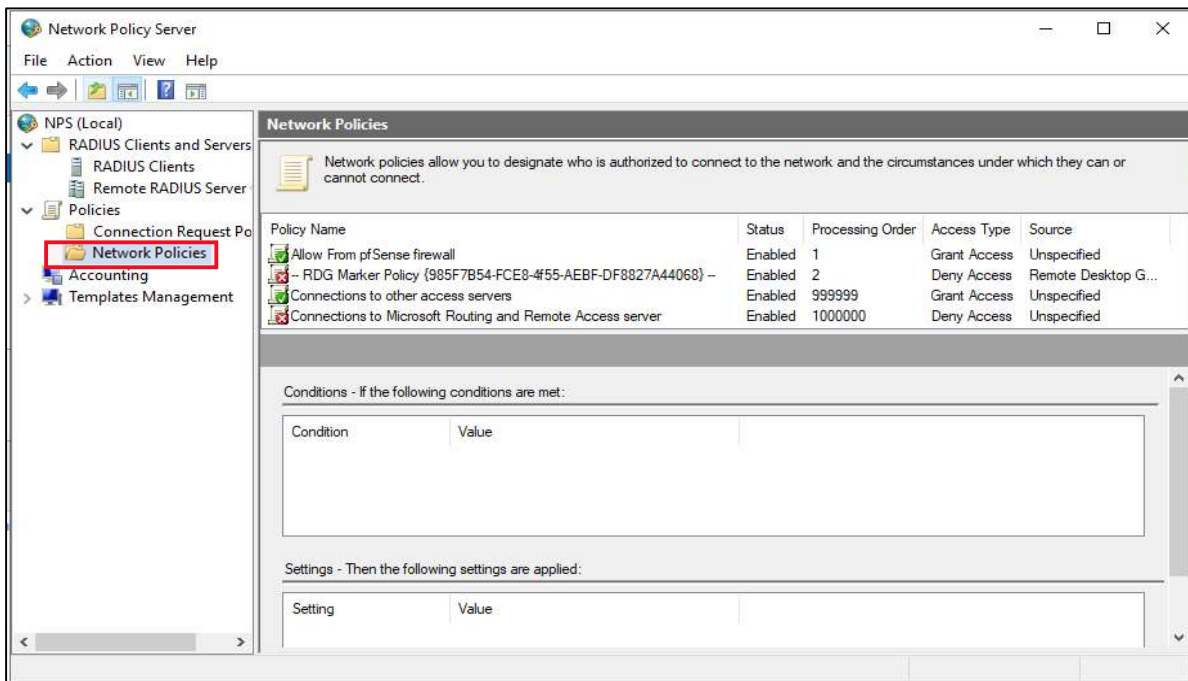 Network Policy Server
File Action View Help
NPS (Local)
RADIUS Clients and Servers
RADIUS Clients
Remote RADIUS Server
Policies
Connection Request Po
Network Policies
Accounting
Templates Management
Network Policies
Network policies allow you to designate who is authorized to connect to the network and the circumstances under which they can or
cannot connect.
Policy Name Status Processing Order Access Type Source
Allow From pfSense firewall Enabled 1 Grant Access Unspecified
-- RDG Marker Policy {985F7B54-FCE8-4f55-AEBF-DF8827A44068} -- Enabled 2 Deny Access Remote Desktop G...
Connections to other access servers Enabled 999999 Grant Access Unspecified
Connections to Microsoft Routing and Remote Access server Enabled 1000000 Deny Access Unspecified
Conditions - If the following conditions are met:
Condition Value
Settings - Then the following settings are applied:
Setting Value